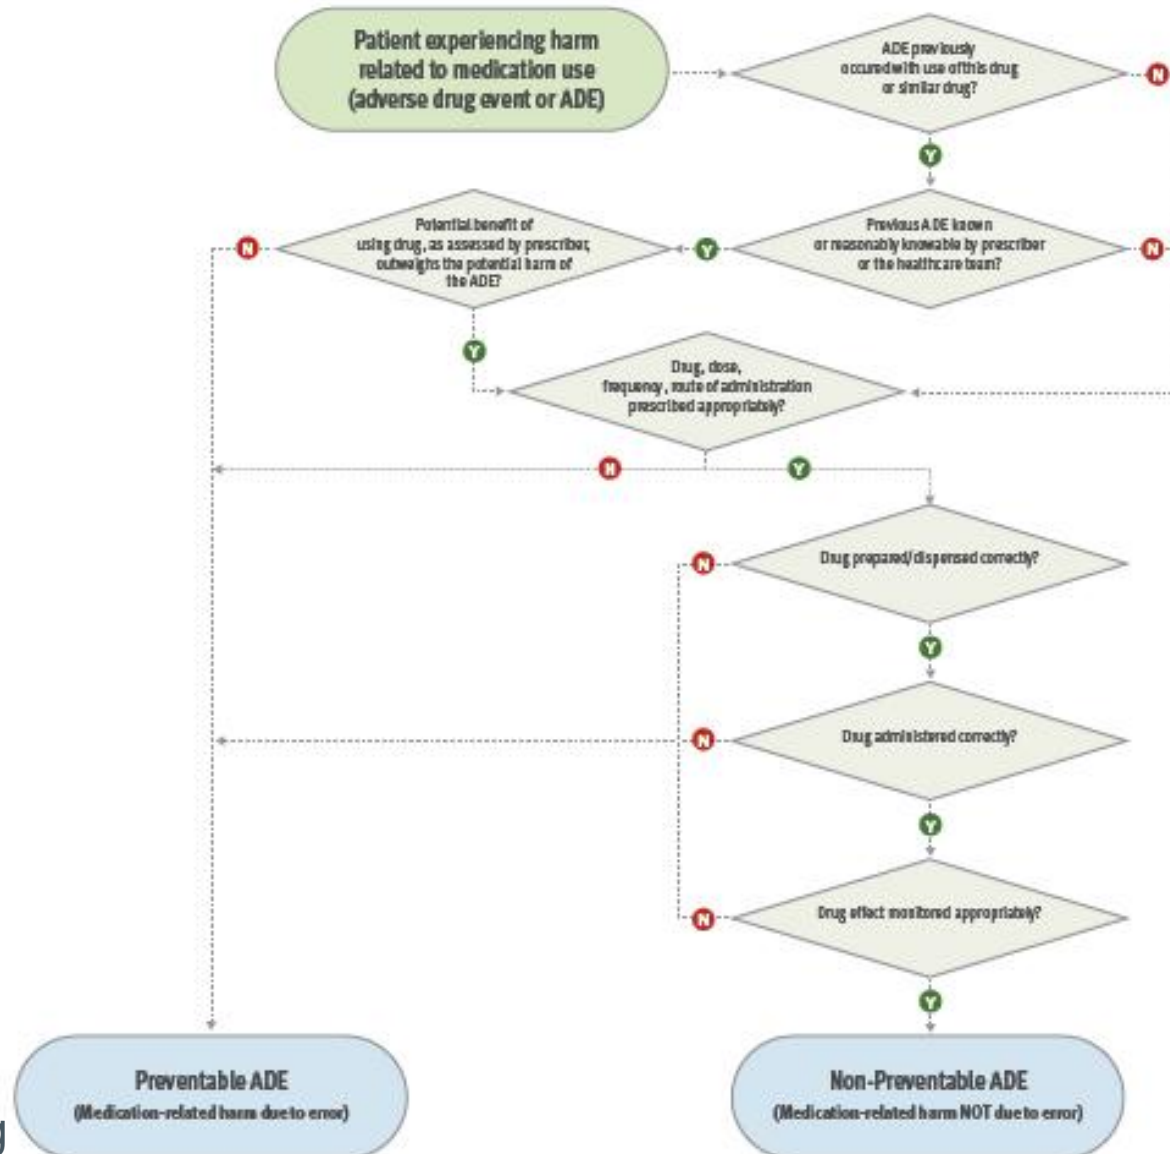 Patient experiencing harm
related to medication use
(adverse drug event or ADE)
ADE previously
occured with use of this drug
or similar drug?
N
Y
Potential benefit of
using drug, as assessed by prescriber,
outweighs the potential harm of
the ADE?
N
Y
Previous ADE known
or reasonably knowable by prescriber
or the healthcare team?
N
Y
Drug, dose,
frequency, route of administration
prescribed appropriately?
N
Y
Drug prepared/dispensed correctly?
N
Y
Drug administered correctly?
N
Y
Drug effect monitored appropriately?
N
Y
Preventable ADE
(Medication-related harm due to error)
Non-Preventable ADE
(Medication-related harm NOT due to error)
g